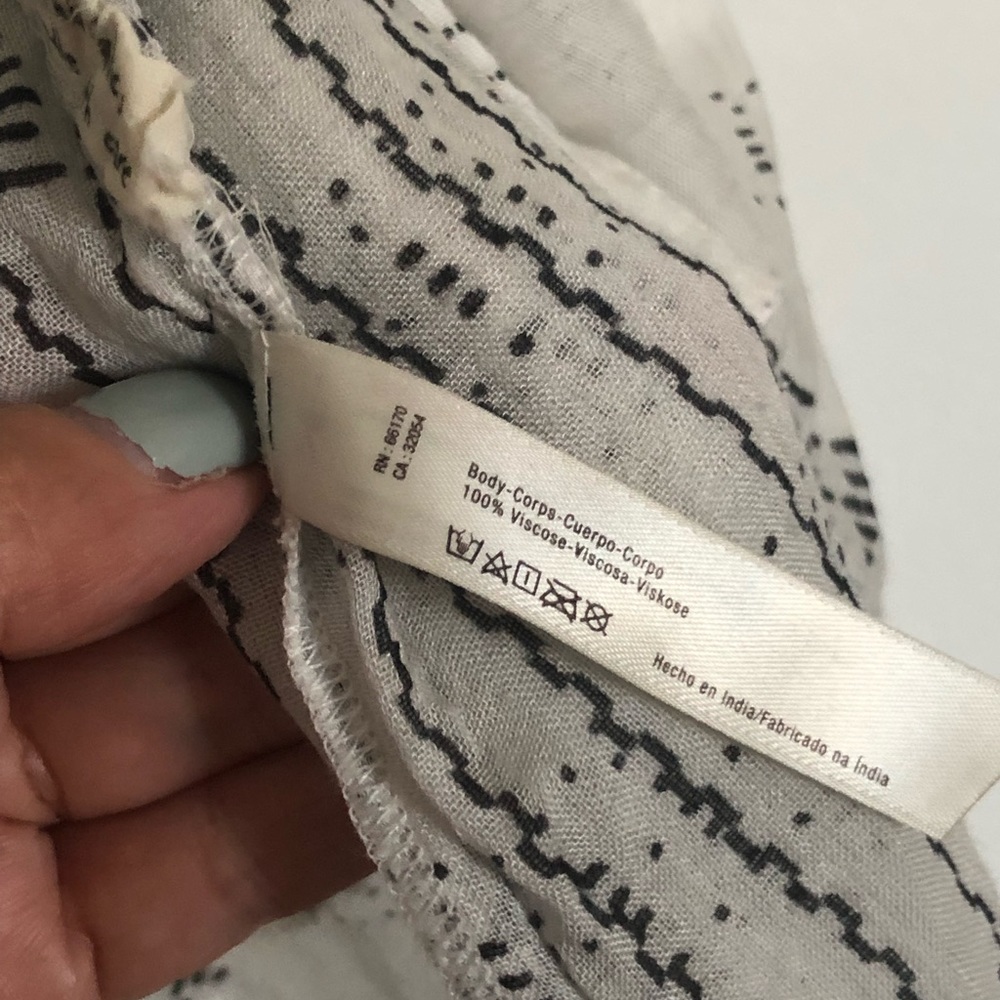 RN : 66170
CA : 32054
Body-Corps-Cuerpo-Corpo
100% Viscose-Viscosa-Viskose
Hecho en India/Fabricado na Índia